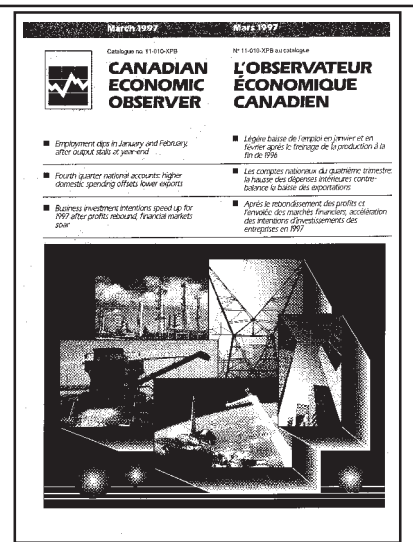 March 1997
Mars 1997
Catalogue no. 11-010-XPB
CANADIAN
ECONOMIC
OBSERVER
N° 11-010-XPB au catalogue
L'OBSERVATEUR
ÉCONOMIQUE
CANADIEN
■ Employment dips in January and February,
after output stalls at year-end
■ Fourth quarter national accounts: higher
domestic spending offsets lower exports
■ Business investment intentions speed up for
1997 after profits rebound, financial markets
soar
■ Légère baisse de l'emploi en janvier et en
février après le freinage de la production à la
fin de 1996
■ Les comptes nationaux du quatrième trimestre:
la hausse des dépenses intérieures contre-
balance la baisse des exportations
■ Après le rebondissement des profits et
l'envolée des marchés financiers, accélération
des intentions d'investissements des
entreprises en 1997